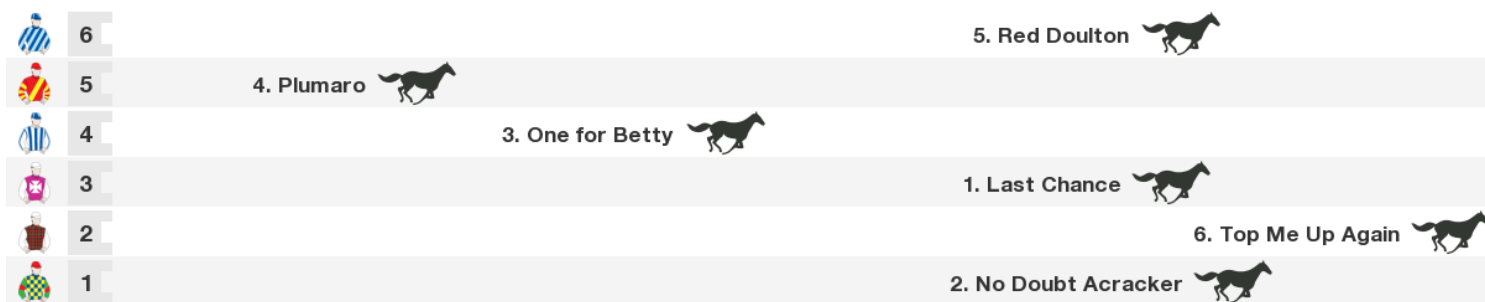 6 5. Red Doulton
5 4. Plumaro
4 3. One for Betty
3 1. Last Chance
2 6. Top Me Up Again
1 2. No Doubt Acracker